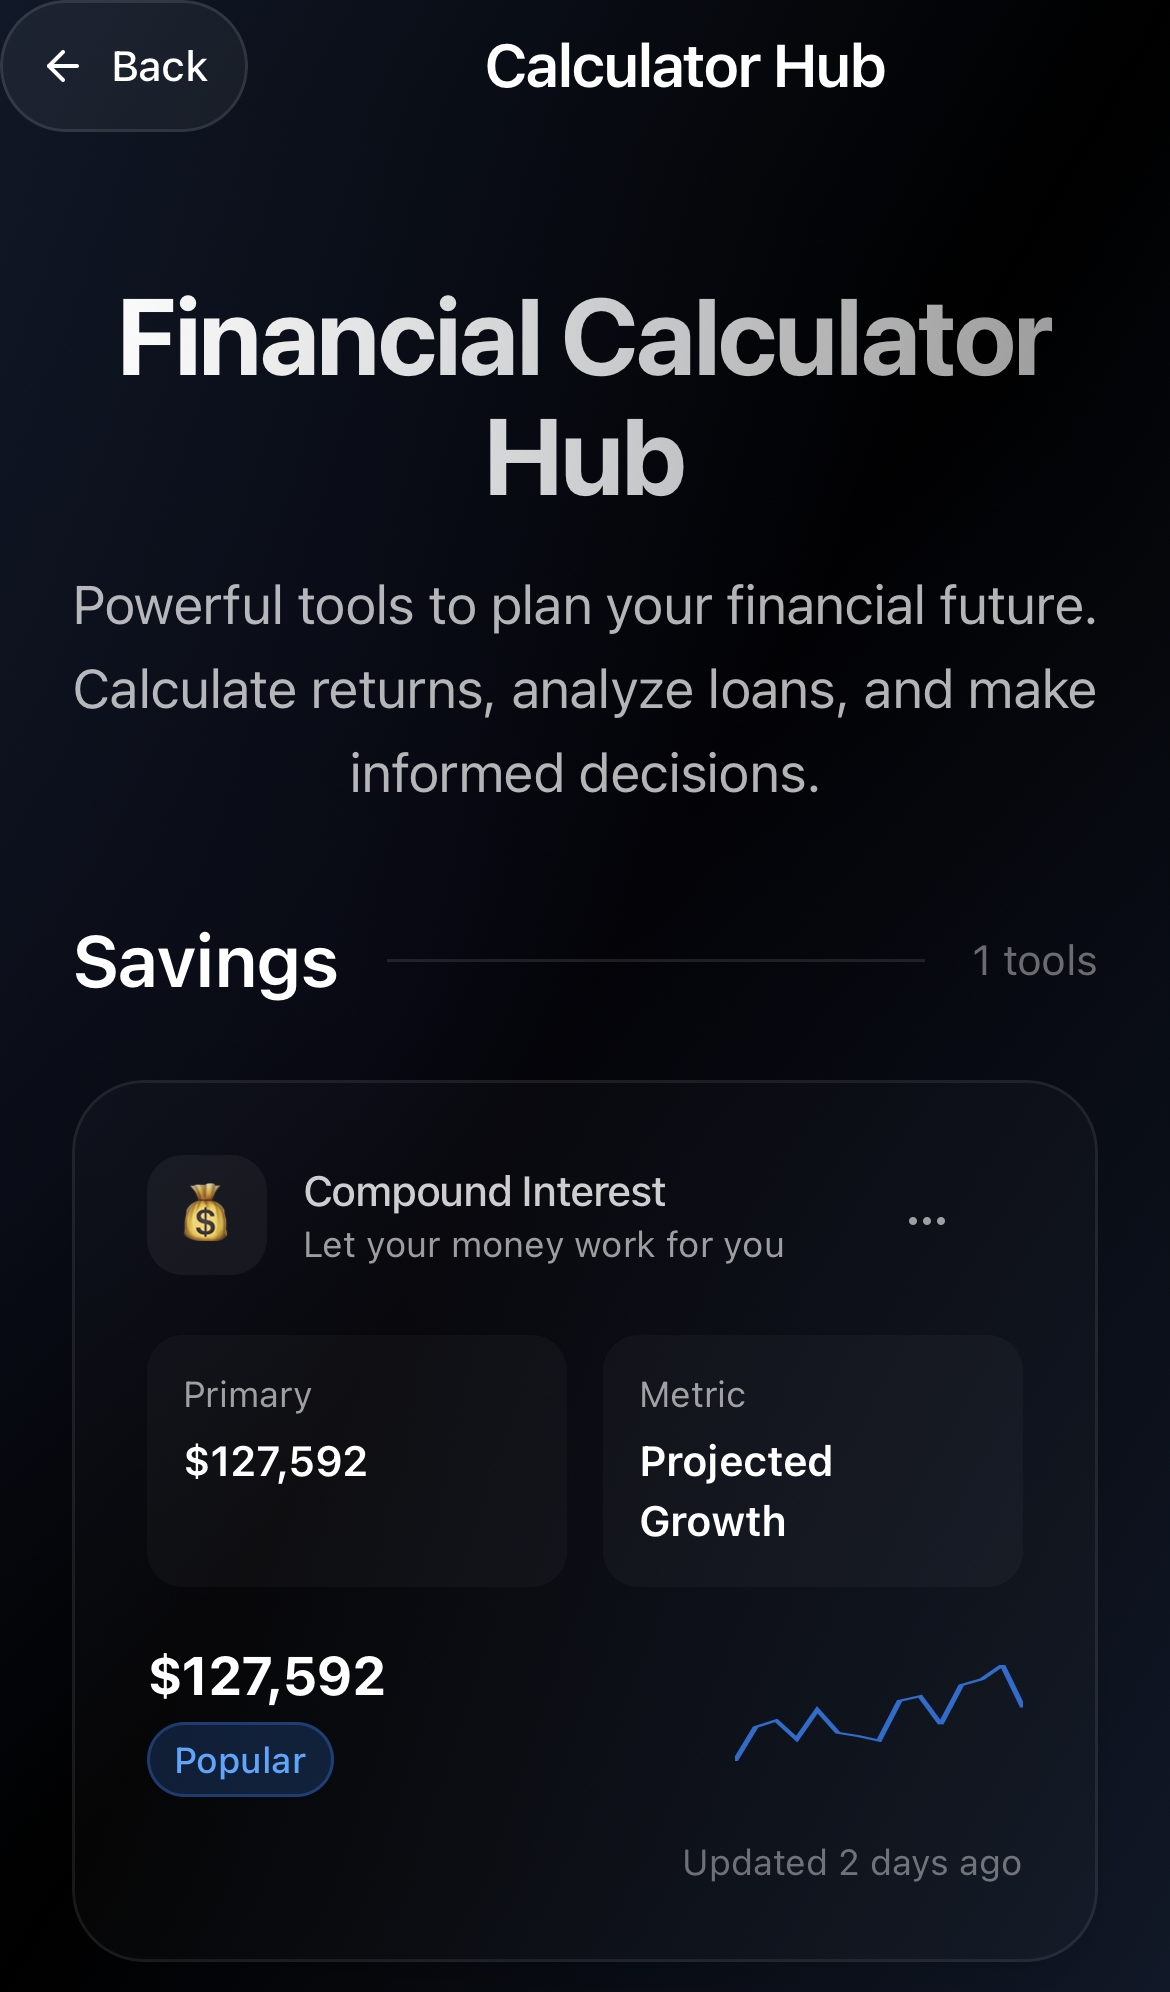 Back
Calculator Hub
Financial Calculator
Hub
Powerful tools to plan your financial future.
Calculate returns, analyze loans, and make
informed decisions.
Savings
1 tools
$
Compound Interest
Let your money work for you
Primary
$127,592
Metric
Projected
Growth
$127,592
Popular
Updated 2 days ago